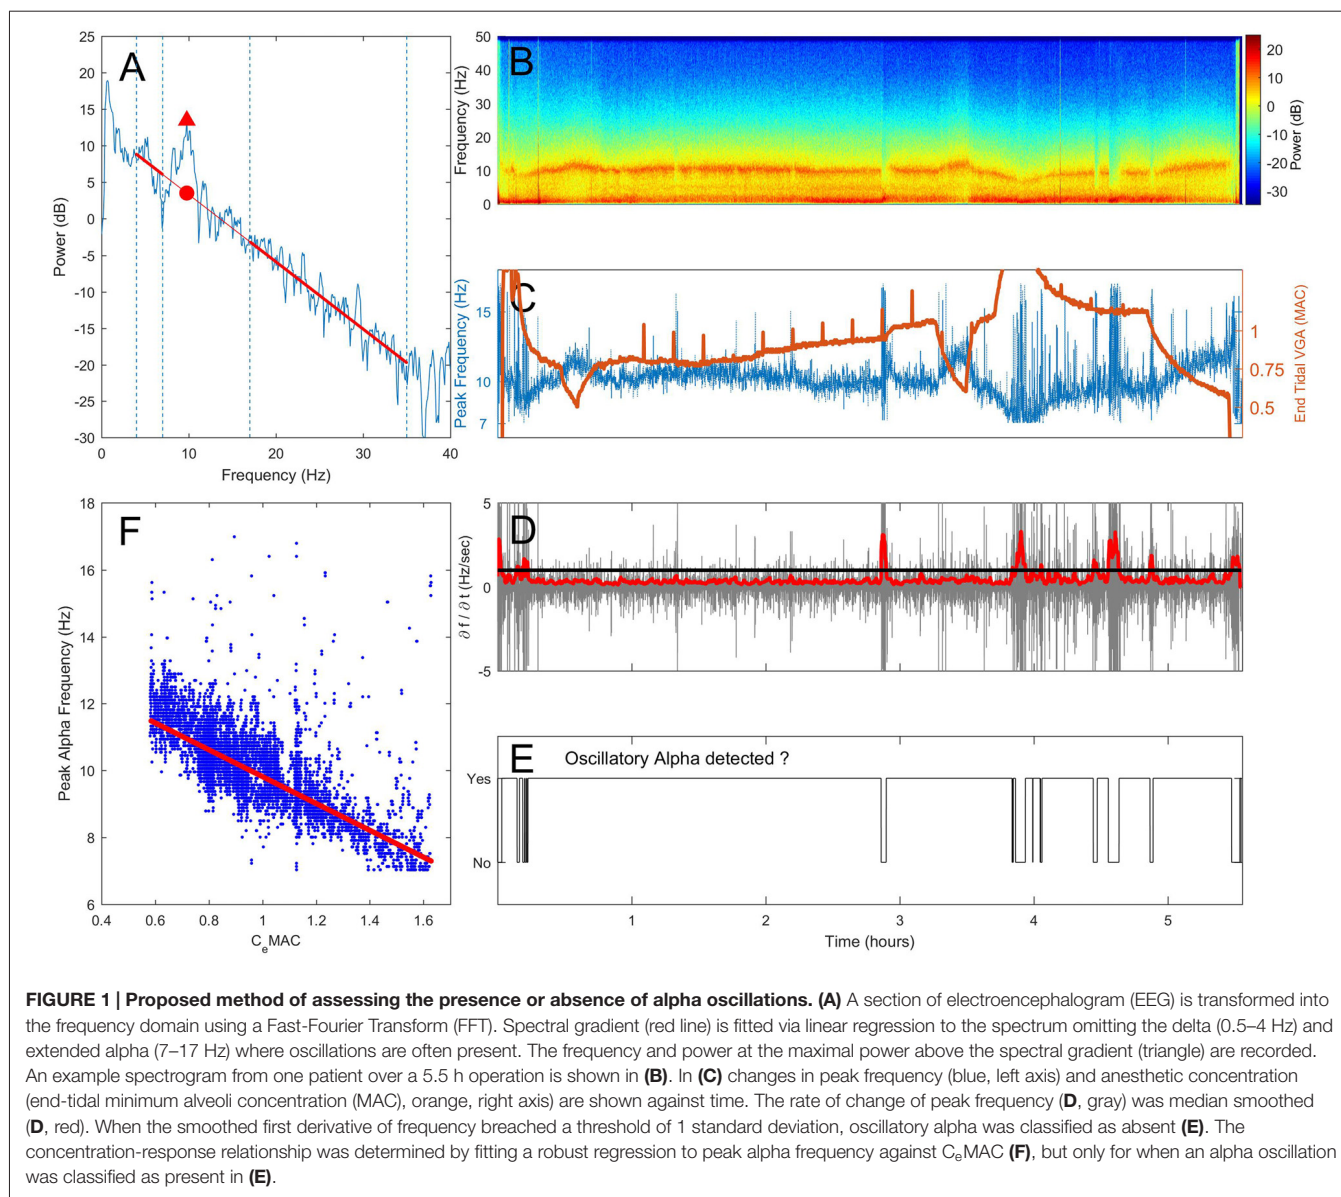 A
Power (dB)
25
20
15
10
5
0
-5
-10
-15
-20
-25
-30
0
10
20
30
40
Frequency (Hz)
B
Frequency (Hz)
50
40
30
20
10
0
20
10
0
-10
-20
-30
Power (dB)
C
Peak Frequency (Hz)
15
10
7
1
0.75
0.5
End Tidal VGA (MAC)
F
Peak Alpha Frequency (Hz)
18
16
14
12
10
8
6
0.4
0.6
0.8
1
1.2
1.4
1.6
CeMAC
D
∂ f / ∂ t (Hz/sec)
5
0
-5
E
Oscillatory Alpha detected ?
Yes
No
1
2
3
4
5
Time (hours)
FIGURE 1 | Proposed method of assessing the presence or absence of alpha oscillations. (A) A section of electroencephalogram (EEG) is transformed into
the frequency domain using a Fast-Fourier Transform (FFT). Spectral gradient (red line) is fitted via linear regression to the spectrum omitting the delta (0.5–4 Hz) and
extended alpha (7–17 Hz) where oscillations are often present. The frequency and power at the maximal power above the spectral gradient (triangle) are recorded.
An example spectrogram from one patient over a 5.5 h operation is shown in (B). In (C) changes in peak frequency (blue, left axis) and anesthetic concentration
(end-tidal minimum alveoli concentration (MAC), orange, right axis) are shown against time. The rate of change of peak frequency (D, gray) was median smoothed
(D, red). When the smoothed first derivative of frequency breached a threshold of 1 standard deviation, oscillatory alpha was classified as absent (E). The
concentration-response relationship was determined by fitting a robust regression to peak alpha frequency against CeMAC (F), but only for when an alpha oscillation
was classified as present in (E).